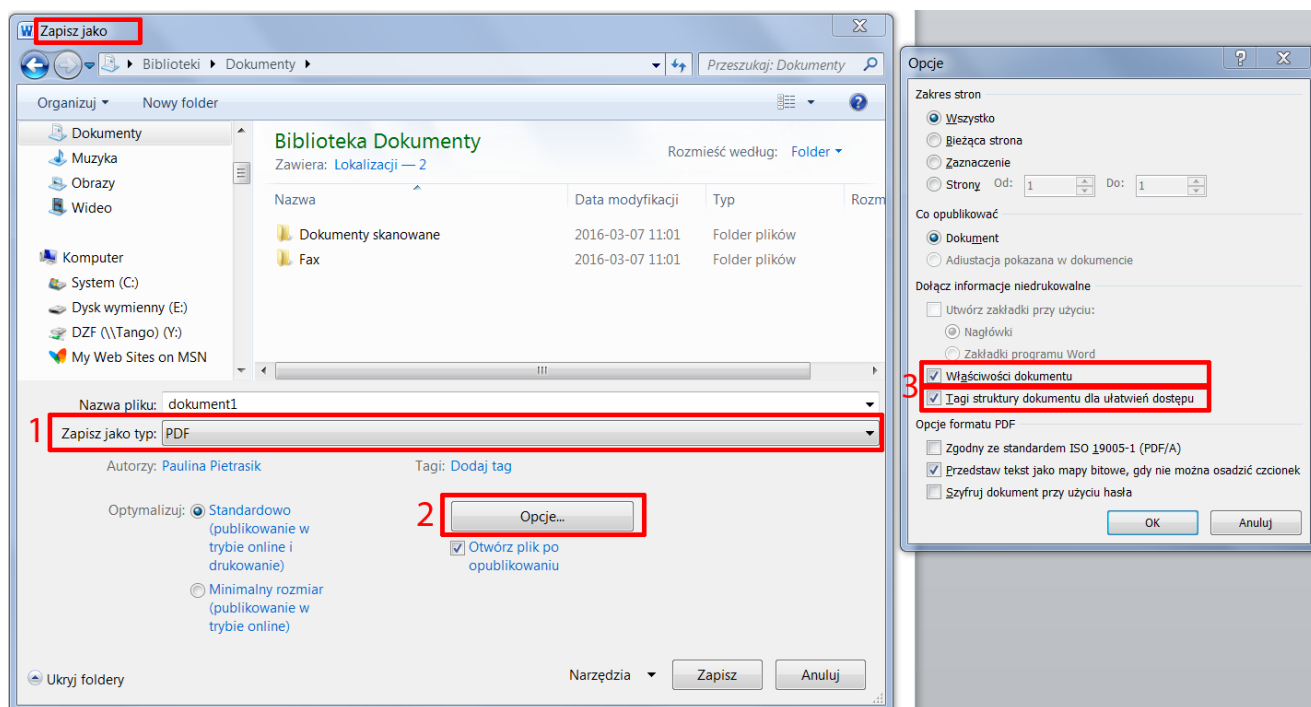 Zapisz jako
Biblioteki Dokumenty
Przeszukaj: Dokumenty
Organizuj Nowy folder
Dokumenty
Muzyka
Obrazy
Wideo
Komputer
System (C:)
Dysk wymienny (E:)
DZF (\\Tango) (Y:)
My Web Sites on MSN
Biblioteka Dokumenty
Zawiera: Lokalizacji — 2
Rozmieść według: Folder
Nazwa Data modyfikacji Typ Rozm
Dokumenty skanowane 2016-03-07 11:01 Folder plików
Fax 2016-03-07 11:01 Folder plików
Nazwa pliku: dokument1
1 Zapisz jako typ: PDF
Autorzy: Paulina Pietrasik Tagi: Dodaj tag
Optymalizuj: Standardowo
(publikowanie w
trybie online i
drukowanie)
Minimalny rozmiar
(publikowanie w
trybie online)
2 Opcje...
Otwórz plik po
opublikowaniu
Ukryj foldery
Narzędzia Zapisz Anuluj
Opcje
Zakres stron
Wszystko
Bieżąca strona
Zaznaczenie
Strony Od: 1 Do: 1
Co opublikować
Dokument
Adiustacja pokazana w dokumencie
Dołącz informacje niedrukowalne
Utwórz zakładki przy użyciu:
Nagłówki
Zakładki programu Word
3 Właściwości dokumentu
Tagi struktury dokumentu dla ułatwień dostępu
Opcje formatu PDF
Zgodny ze standardem ISO 19005-1 (PDF/A)
Przedstaw tekst jako mapy bitowe, gdy nie można osadzić czcionek
Szyfruj dokument przy użyciu hasła
OK Anuluj